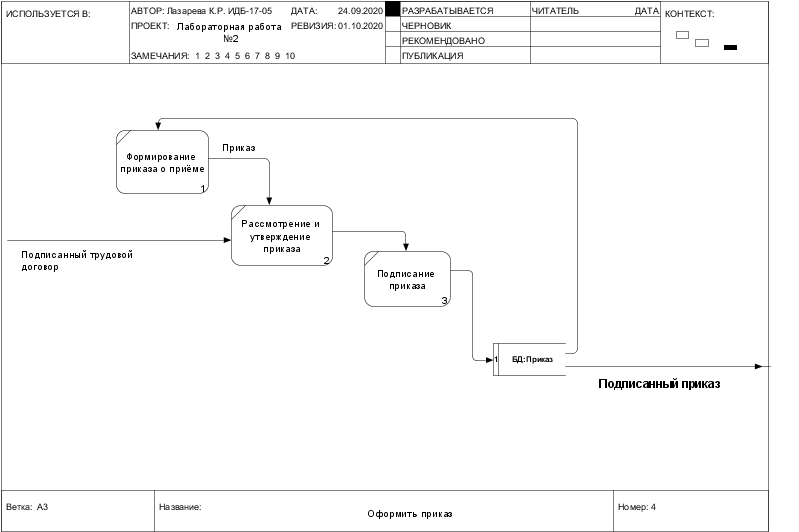 ИСПОЛЬЗУЕТСЯ В:
АВТОР: Лазарева К.Р. ИДБ-17-05
ДАТА: 24.09.2020
РАЗРАБАТЫВАЕТСЯ
ЧИТАТЕЛЬ
ДАТА
КОНТЕКСТ:
ПРОЕКТ: Лабораторная работа
№2
РЕВИЗИЯ: 01.10.2020
ЧЕРНОВИК
РЕКОМЕНДОВАНО
ЗАМЕЧАНИЯ: 1 2 3 4 5 6 7 8 9 10
ПУБЛИКАЦИЯ
Формирование
приказа о приёме
1
Приказ
Рассмотрение и
утверждение
приказа
2
Подписанный трудовой
договор
Подписание
приказа
3
1
БД:Приказ
Подписанный приказ
Ветка: A3
Название:
Оформить приказ
Номер: 4